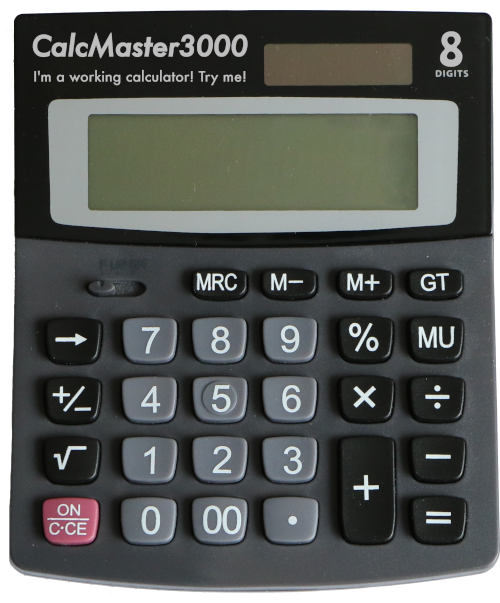 CalcMaster3000
I'm a working calculator! Try me!
8
DIGITS
MRC M− M+ GT
→ 7 8 9 % MU
+/− 4 5 6 × ÷
√ 1 2 3 + −
ON
C·CE
0 00 · =